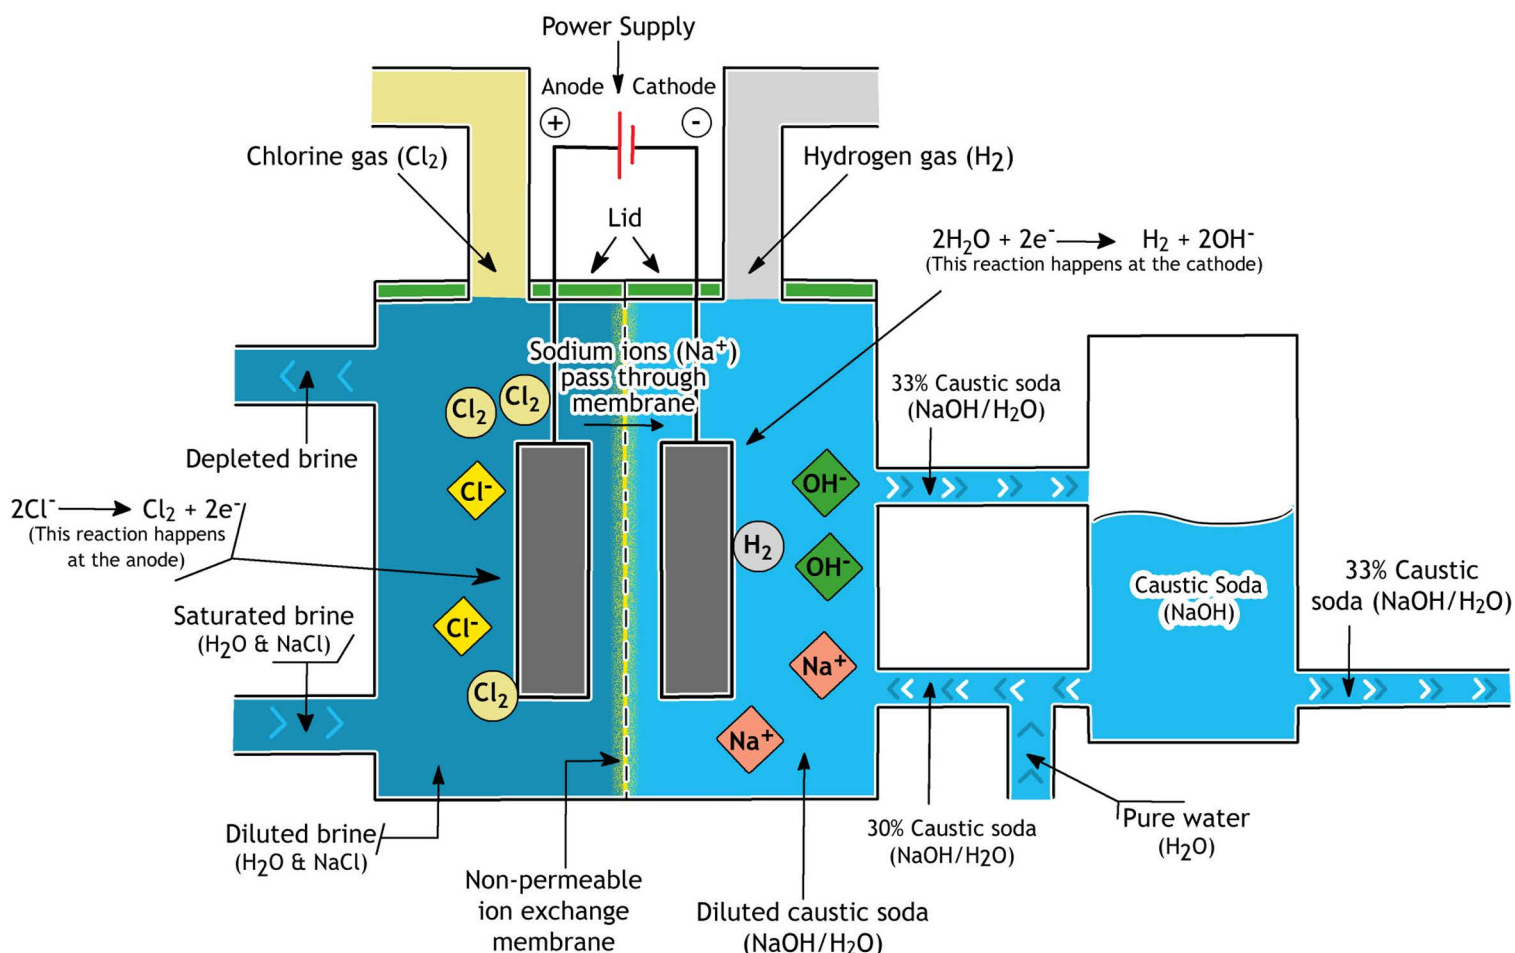 Power Supply
Anode
Cathode
+
-
Chlorine gas (Cl₂)
Hydrogen gas (H₂)
Lid
2H₂O + 2e⁻ ⟶ H₂ + 2OH⁻
(This reaction happens at the cathode)
Sodium ions (Na⁺)
pass through
membrane
33% Caustic soda
(NaOH/H₂O)
Cl₂
Cl₂
Depleted brine
Cl⁻
OH⁻
2Cl⁻ ⟶ Cl₂ + 2e⁻
(This reaction happens
at the anode)
H₂
OH⁻
Caustic Soda
(NaOH)
33% Caustic
soda (NaOH/H₂O)
Saturated brine
(H₂O & NaCl)
Cl⁻
Na⁺
Cl₂
Na⁺
Diluted brine
(H₂O & NaCl)
30% Caustic soda
(NaOH/H₂O)
Pure water
(H₂O)
Non-permeable
ion exchange
membrane
Diluted caustic soda
(NaOH/H₂O)